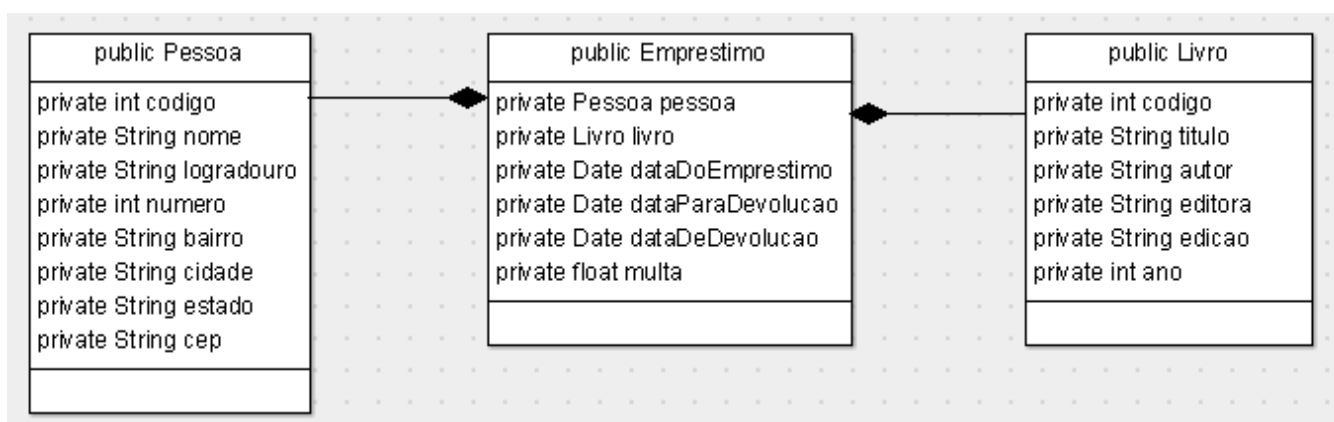 public Pessoa
private int codigo
private String nome
private String logradouro
private int numero
private String bairro
private String cidade
private String estado
private String cep
public Emprestimo
private Pessoa pessoa
private Livro livro
private Date dataDoEmprestimo
private Date dataParaDevolucao
private Date dataDeDevolucao
private float multa
public Livro
private int codigo
private String titulo
private String autor
private String editora
private String edicao
private int ano